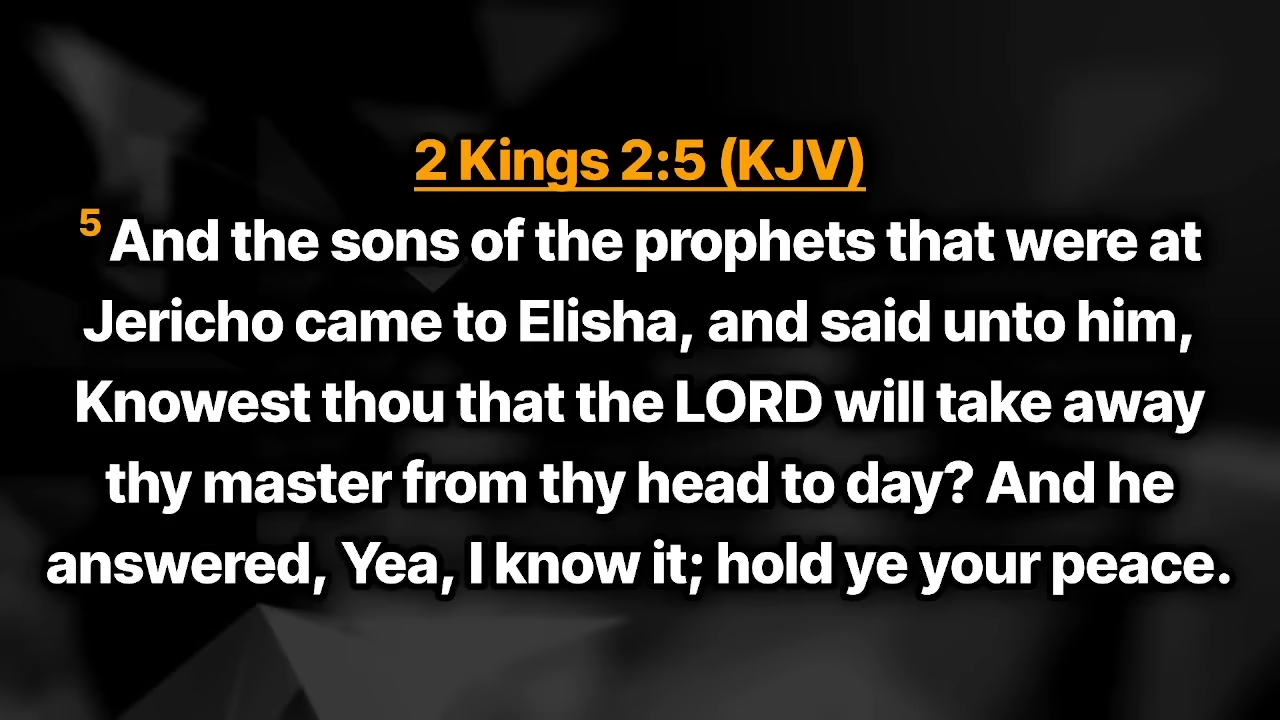 2 Kings 2:5 (KJV)
5 And the sons of the prophets that were at
Jericho came to Elisha, and said unto him,
Knowest thou that the LORD will take away
thy master from thy head to day? And he
answered, Yea, I know it; hold ye your peace.